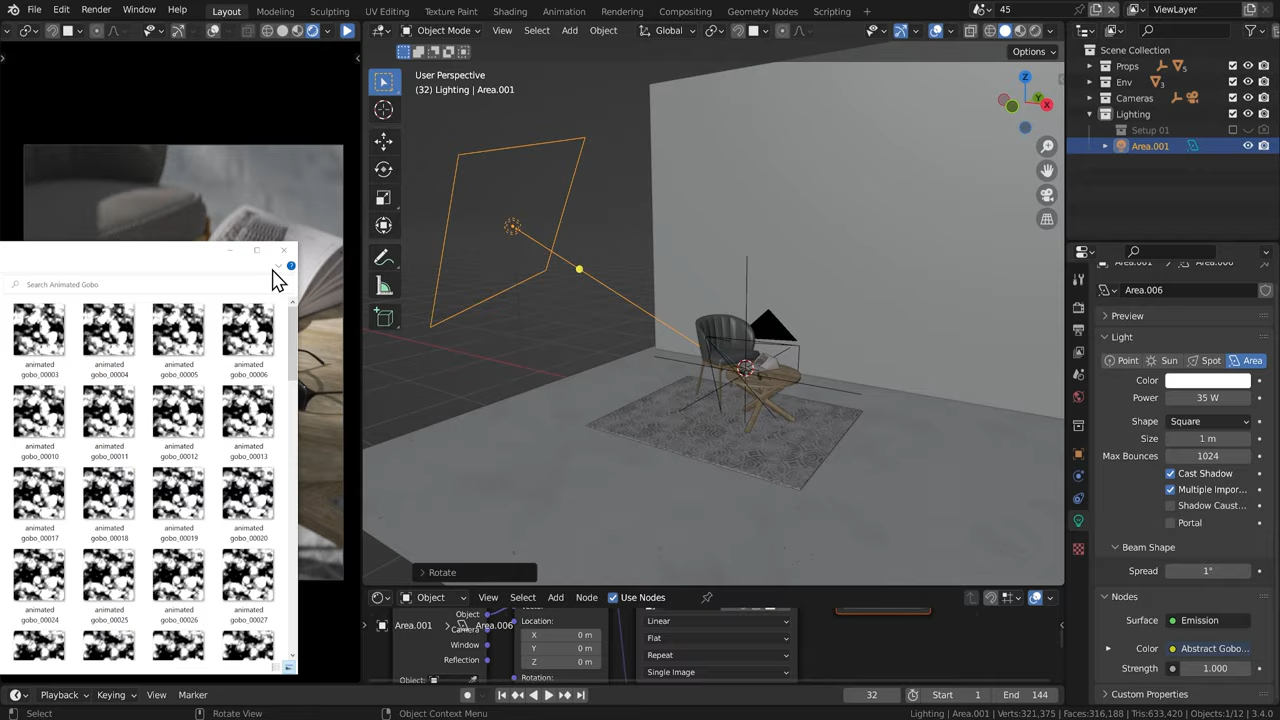 File Edit Render Window Help
Layout Modeling Sculpting UV Editing Texture Paint Shading Animation Rendering Compositing Geometry Nodes Scripting +
45
ViewLayer
Object Mode View Select Add Object Global
Options
User Perspective
(32) Lighting | Area.001
Z
Y
X
Rotate
Search Animated Gobo
animated gobo_00003
animated gobo_00004
animated gobo_00005
animated gobo_00006
animated gobo_00010
animated gobo_00011
animated gobo_00012
animated gobo_00013
animated gobo_00017
animated gobo_00018
animated gobo_00019
animated gobo_00020
animated gobo_00024
animated gobo_00025
animated gobo_00026
animated gobo_00027
Scene Collection
Props 5
Env 3
Cameras
Lighting
Setup 01
Area.001
Area.006
Preview
Light
Point Sun Spot Area
Color
Power 35 W
Shape Square
Size 1 m
Max Bounces 1024
Cast Shadow
Multiple Impor...
Shadow Caust...
Portal
Beam Shape
Spread 1°
Nodes
Surface Emission
Color Abstract Gobo...
Strength 1.000
Custom Properties
Object View Select Add Node Use Nodes
Area.001 > Area.006
Object
Camera
Window
Reflection
Object:
Location:
X 0 m
Y 0 m
Z 0 m
Rotation:
Linear
Flat
Repeat
Single Image
Playback Keying View Marker
32 Start 1 End 144
Select Rotate View Object Context Menu
Lighting | Area.001 | Verts:321,375 | Faces:316,188 | Tris:633,420 | Objects:1/12 | 3.4.0